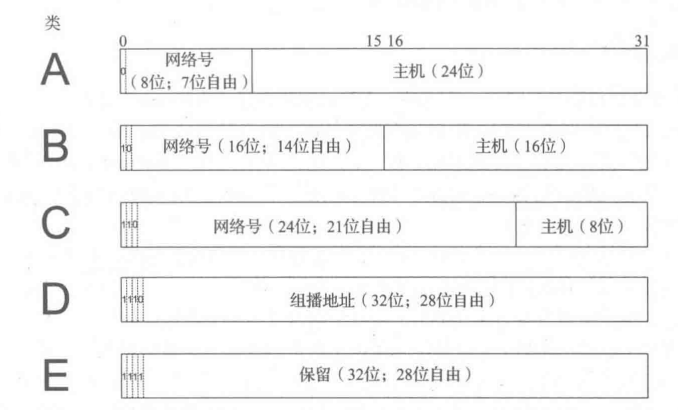 类
0 15 16 31
A
0
网络号
(8位；7位自由)
主机(24位)
B
10
网络号(16位；14位自由)
主机(16位)
C
110
网络号(24位；21位自由)
主机(8位)
D
1110
组播地址(32位；28位自由)
E
1111
保留(32位；28位自由)